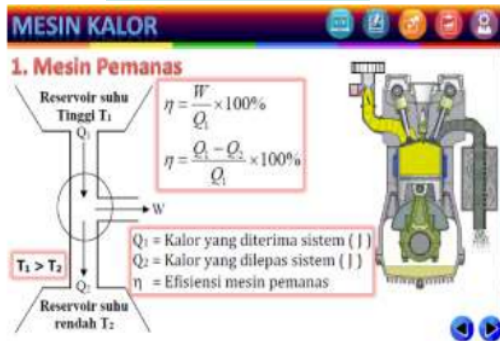 MESIN KALOR
1. Mesin Pemanas
Reservoir suhu
Tinggi T₁
Q₁
W
T₁ > T₂
Q₂
Reservoir suhu
rendah T₂
η = W/Q₁ × 100%
η = (Q₁ − Q₂)/Q₁ × 100%
Q₁ = Kalor yang diterima sistem ( J )
Q₂ = Kalor yang dilepas sistem ( J )
η = Efisiensi mesin pemanas